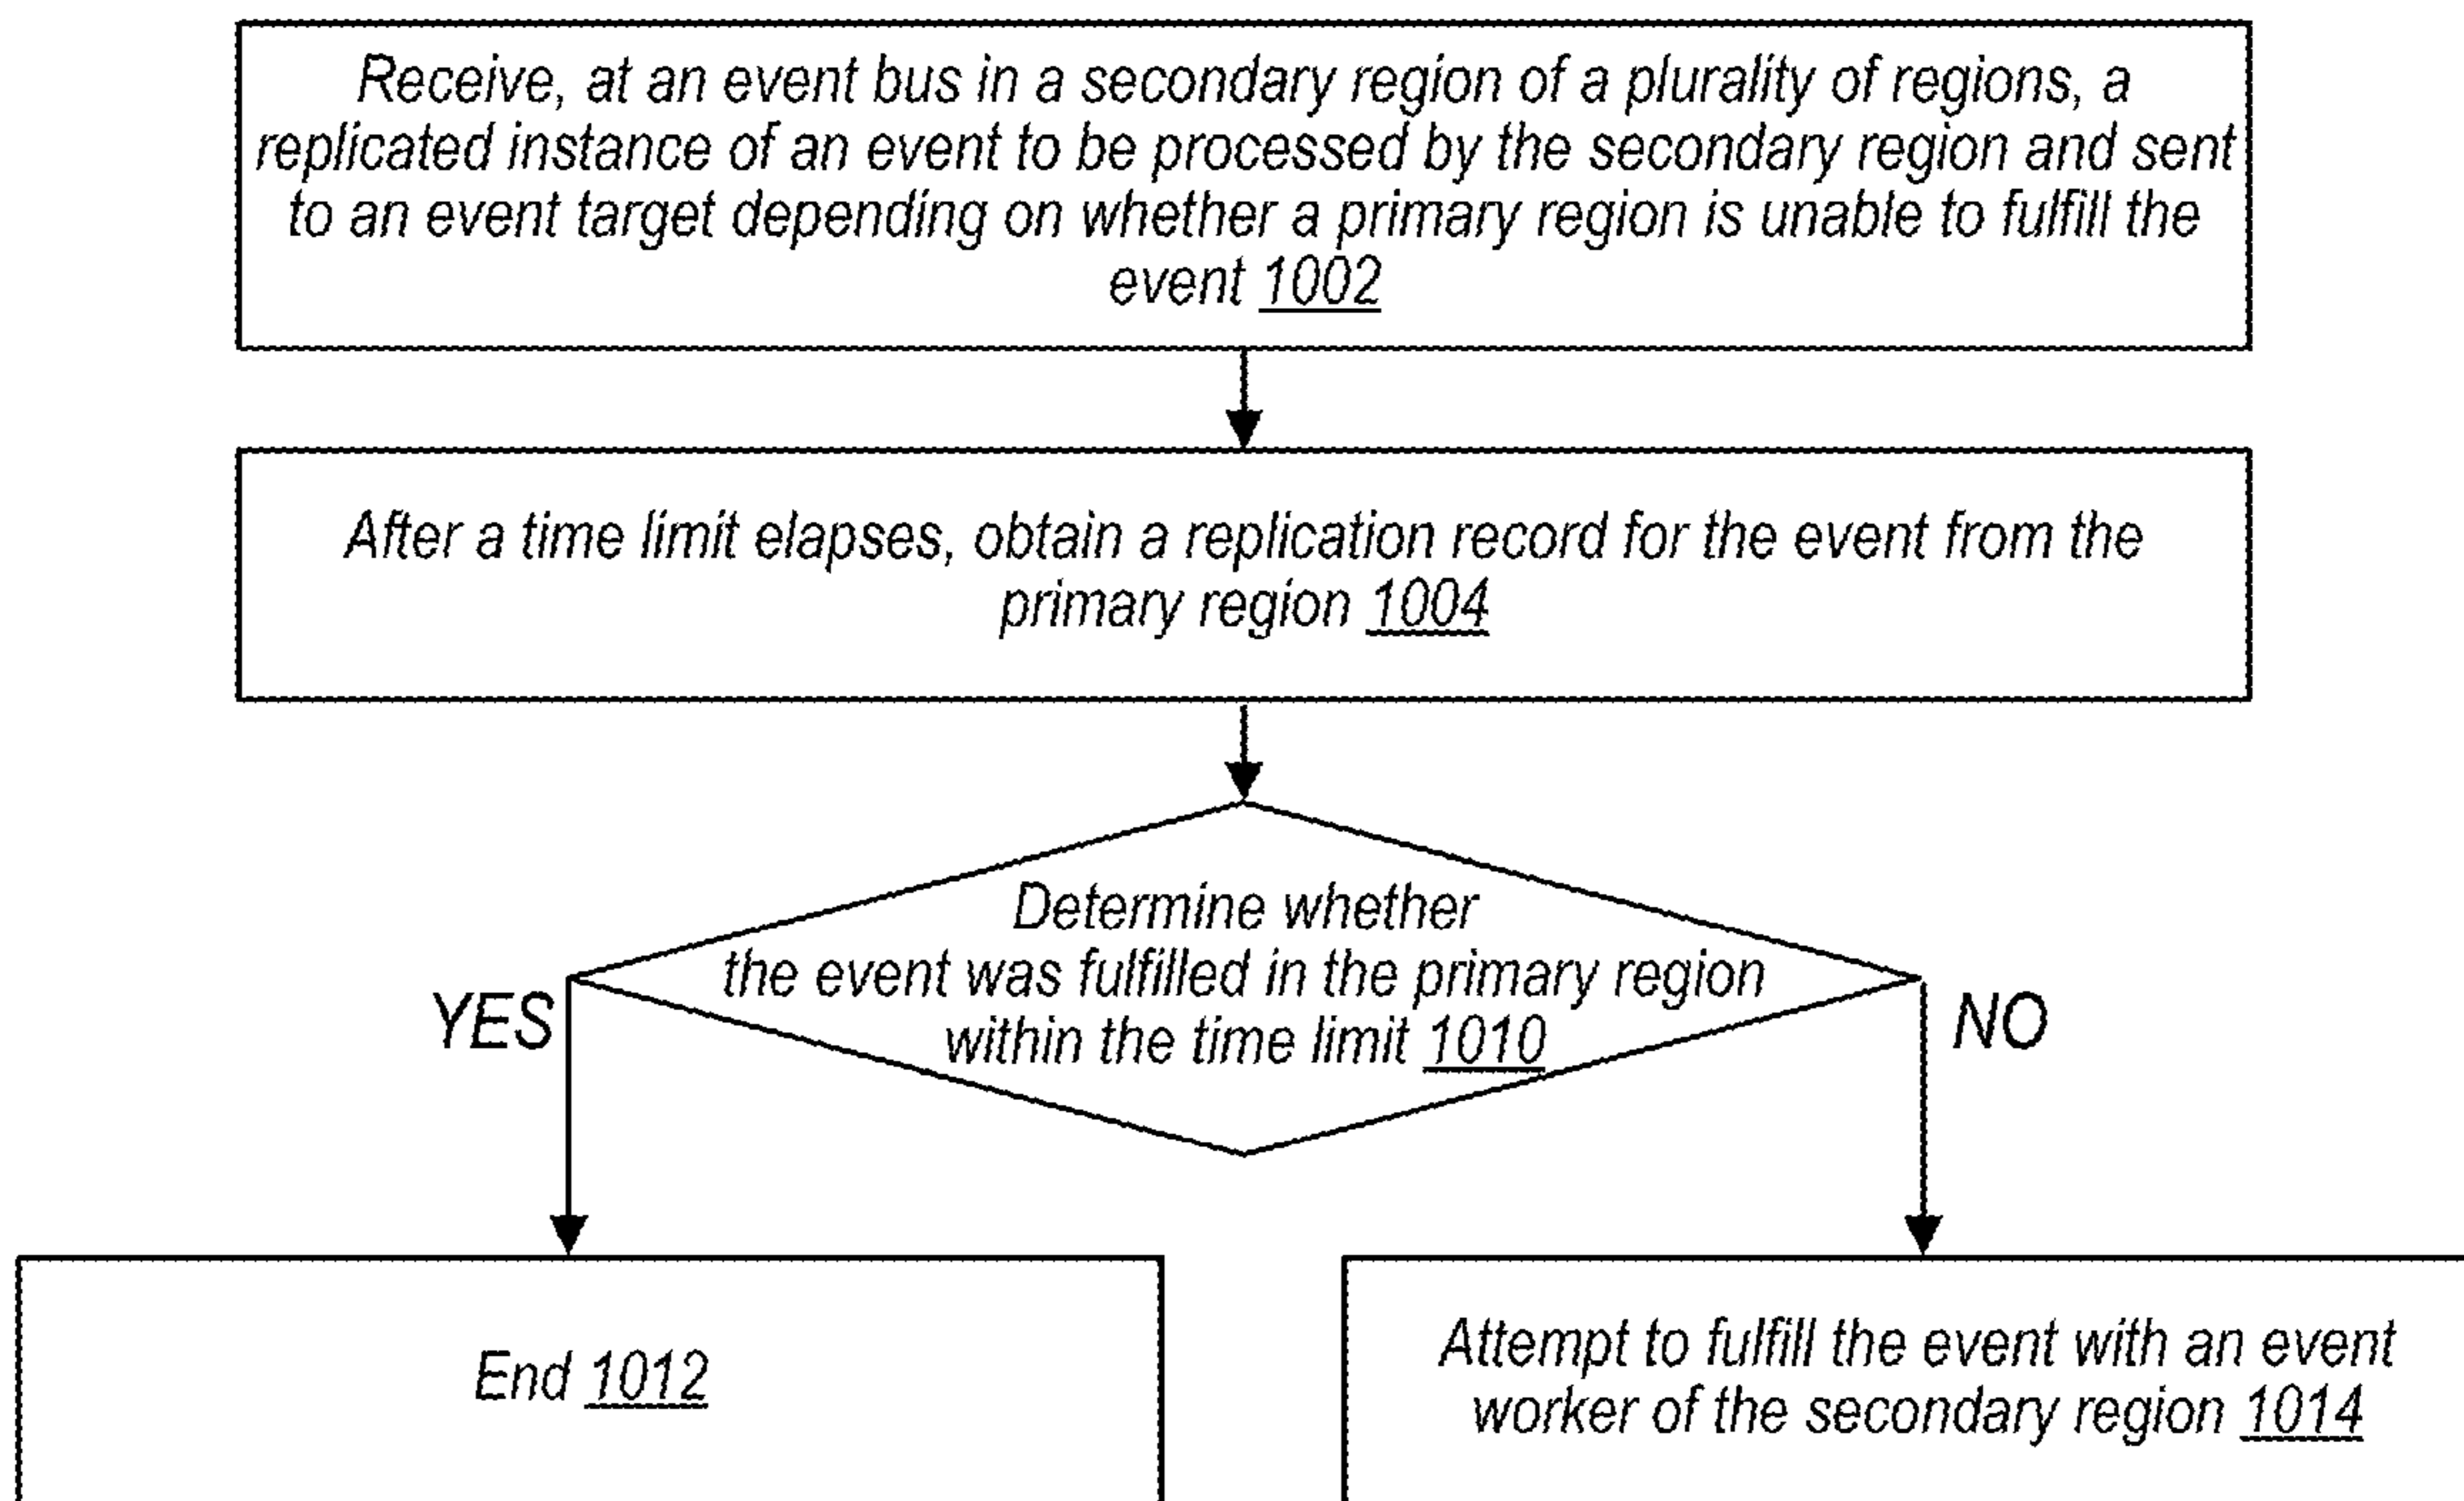 Receive, at an event bus in a secondary region of a plurality of regions, a
replicated instance of an event to be processed by the secondary region and sent
to an event target depending on whether a primary region is unable to fulfill the
event 1002
After a time limit elapses, obtain a replication record for the event from the
primary region 1004
Determine whether
the event was fulfilled in the primary region
within the time limit 1010
YES
NO
End 1012
Attempt to fulfill the event with an event
worker of the secondary region 1014